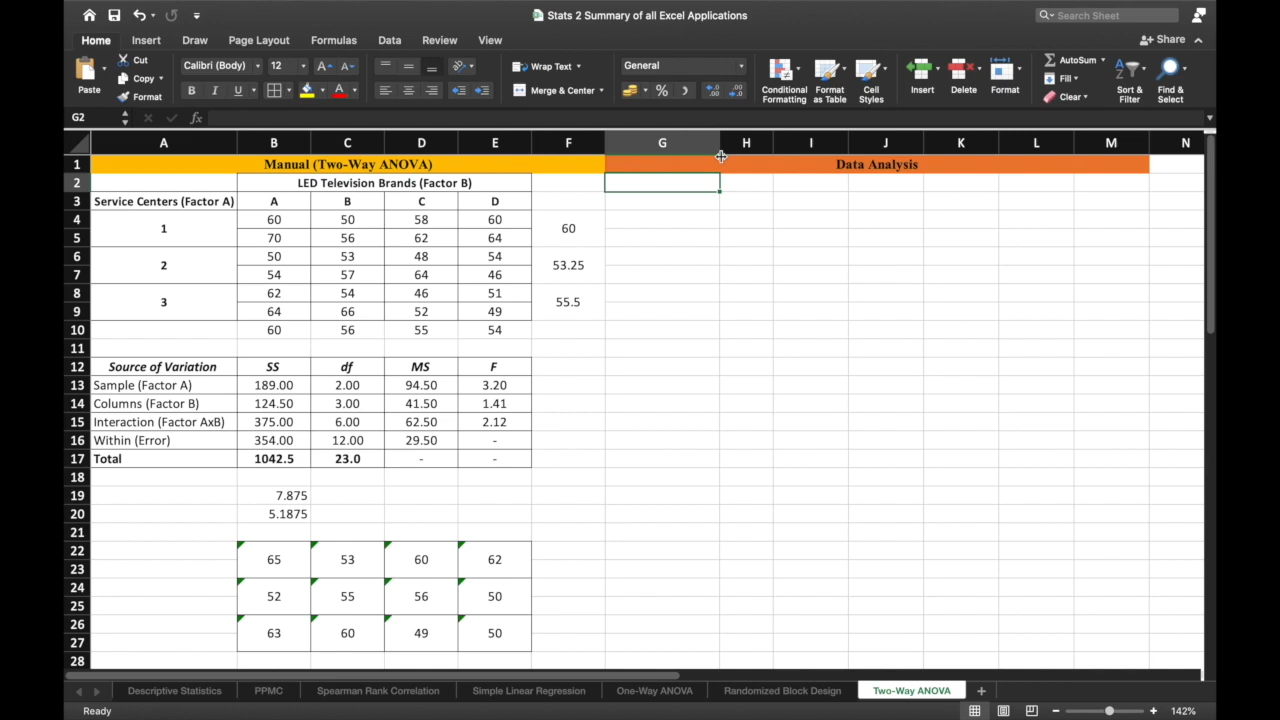 Stats 2 Summary of all Excel Applications
Search Sheet
Home Insert Draw Page Layout Formulas Data Review View
Share
Paste
Cut
Copy
Format
Calibri (Body) 12 A A
B I U A
Wrap Text
Merge & Center
General
%
Conditional Formatting
Format as Table
Cell Styles
Insert
Delete
Format
AutoSum
Fill
Clear
Sort & Filter
Find & Select
G2 fx
A B C D E F G H I J K L M N
1 Manual (Two-Way ANOVA) Data Analysis
2 LED Television Brands (Factor B)
3 Service Centers (Factor A) A B C D
4 60 50 58 60
1 60
5 70 56 62 64
6 50 53 48 54
2 53.25
7 54 57 64 46
8 62 54 46 51
3 55.5
9 64 66 52 49
10 60 56 55 54
11
12 Source of Variation SS df MS F
13 Sample (Factor A) 189.00 2.00 94.50 3.20
14 Columns (Factor B) 124.50 3.00 41.50 1.41
15 Interaction (Factor AxB) 375.00 6.00 62.50 2.12
16 Within (Error) 354.00 12.00 29.50 -
17 Total 1042.5 23.0 - -
18
19 7.875
20 5.1875
21
22
65 53 60 62
23
24
52 55 56 50
25
26
63 60 49 50
27
28
Descriptive Statistics PPMC Spearman Rank Correlation Simple Linear Regression One-Way ANOVA Randomized Block Design Two-Way ANOVA +
Ready 142%